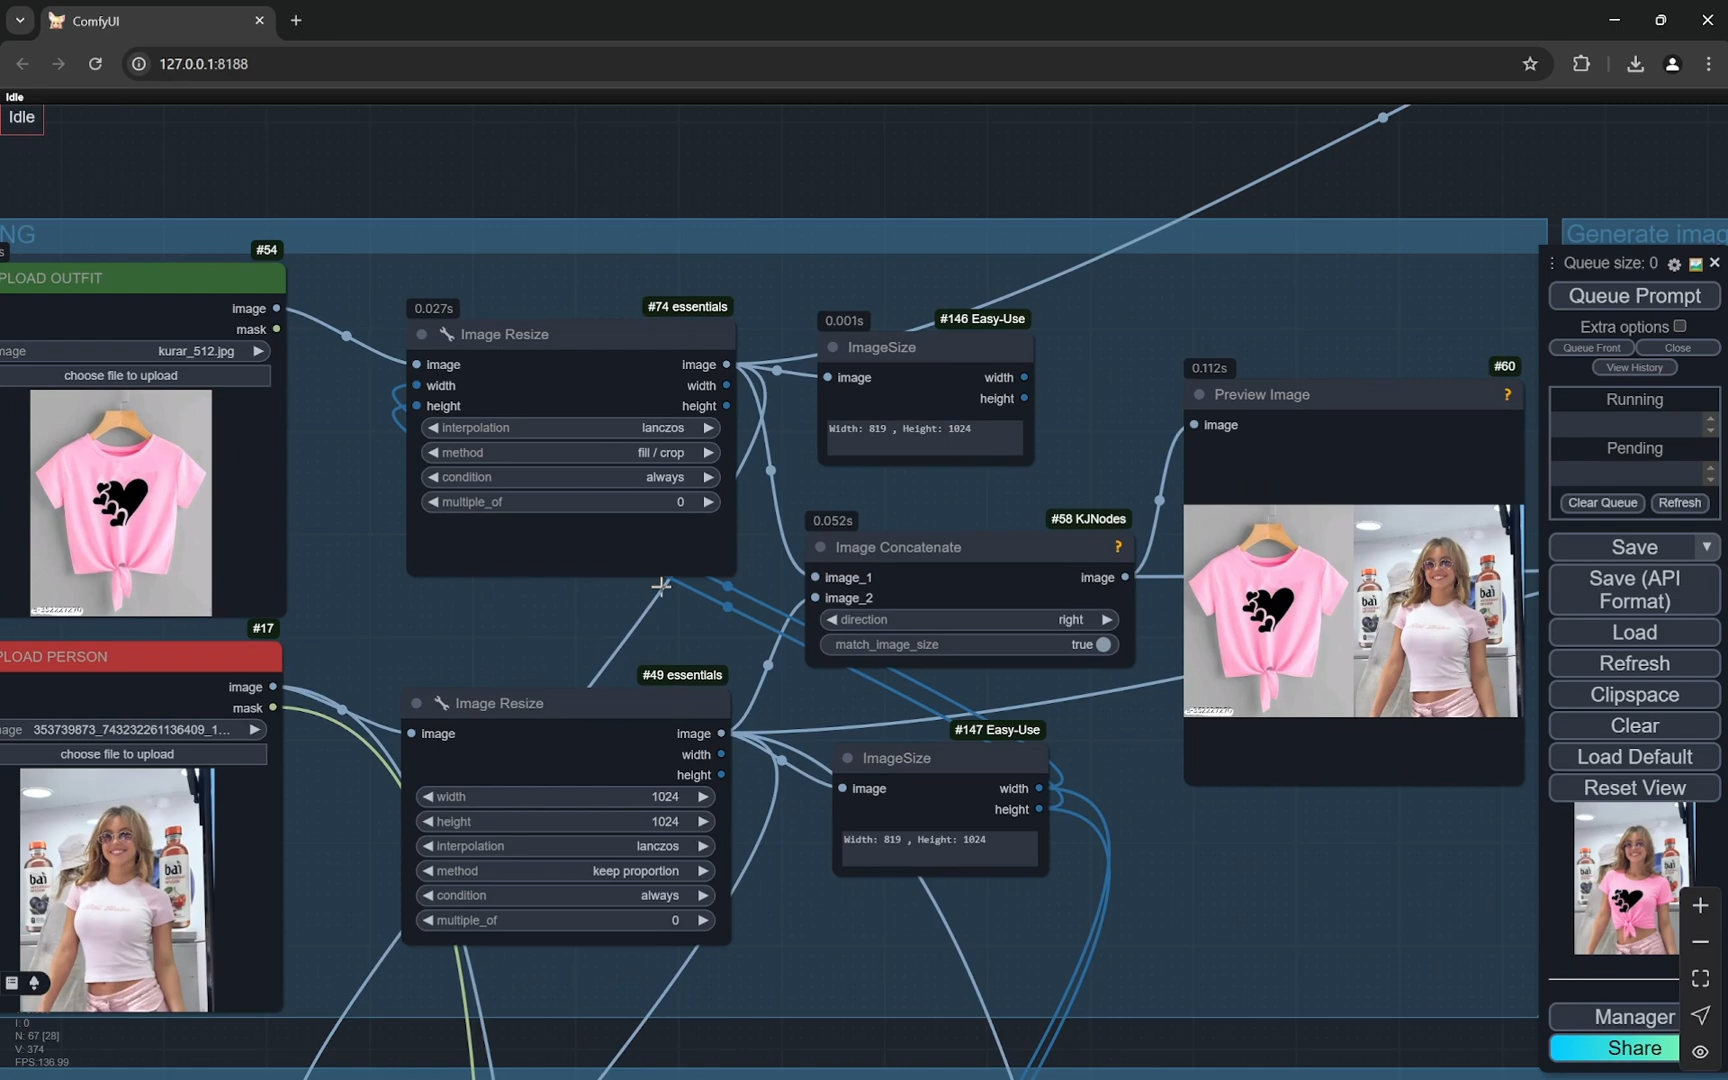 ComfyUI
127.0.0.1:8188
Idle
Idle
NG
Generate imag
s
#54
PLOAD OUTFIT
image
mask
mage kurar_512.jpg
choose file to upload
0.027s
#74 essentials
Image Resize
image image
width width
height height
interpolation lanczos
method fill / crop
condition always
multiple_of 0
0.001s
#146 Easy-Use
ImageSize
image width
height
Width: 819 , Height: 1024
0.112s
#60
Preview Image ?
image
0.052s
#58 KJNodes
Image Concatenate ?
image_1 image
image_2
direction right
match_image_size true
#17
PLOAD PERSON
image
mask
mage 353739873_743232261136409_1...
choose file to upload
#49 essentials
Image Resize
image image
width
height
width 1024
height 1024
interpolation lanczos
method keep proportion
condition always
multiple_of 0
#147 Easy-Use
ImageSize
image width
height
Width: 819 , Height: 1024
bai
bai
bai
bai
Queue size: 0
Queue Prompt
Extra options
Queue Front Close
View History
Running
Pending
Clear Queue Refresh
Save
Save (API
Format)
Load
Refresh
Clipspace
Clear
Load Default
Reset View
bai
Manager
Share
I: 0
N: 67 [28]
V: 374
FPS:136.99